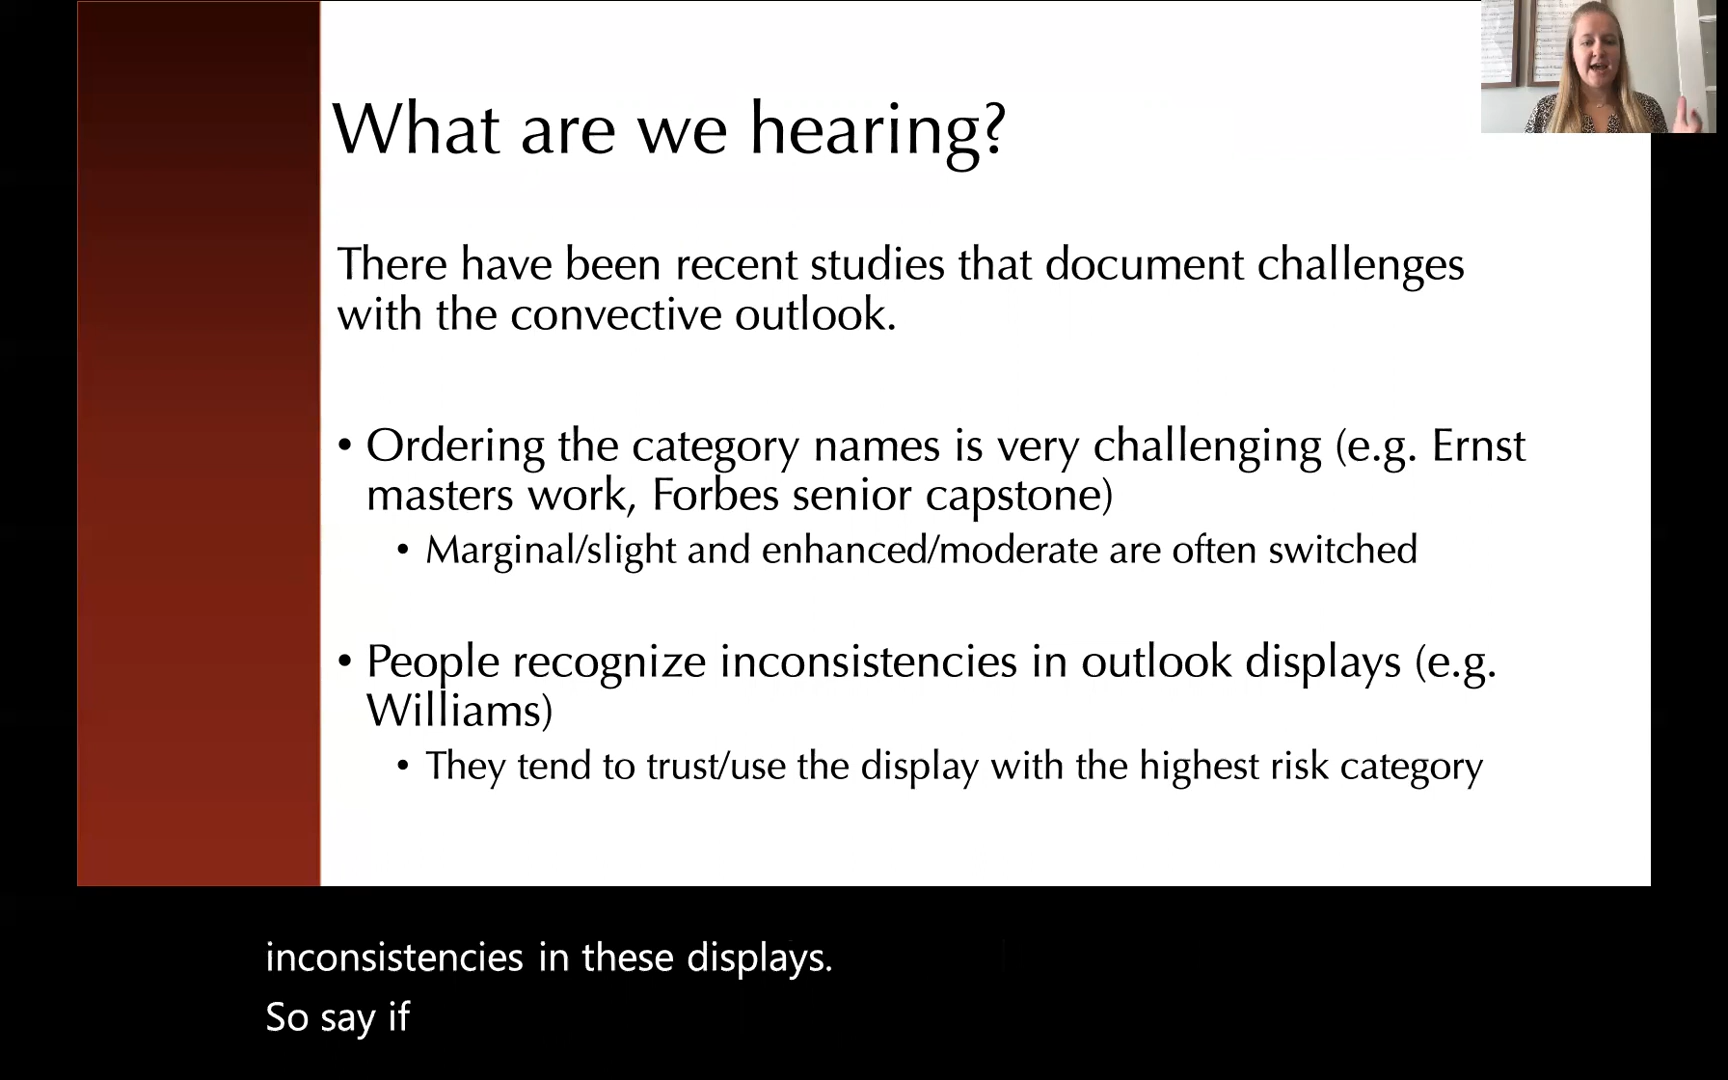 What are we hearing?
There have been recent studies that document challenges
with the convective outlook.
• Ordering the category names is very challenging (e.g. Ernst
masters work, Forbes senior capstone)
• Marginal/slight and enhanced/moderate are often switched
• People recognize inconsistencies in outlook displays (e.g.
Williams)
• They tend to trust/use the display with the highest risk category
inconsistencies in these displays.
So say if